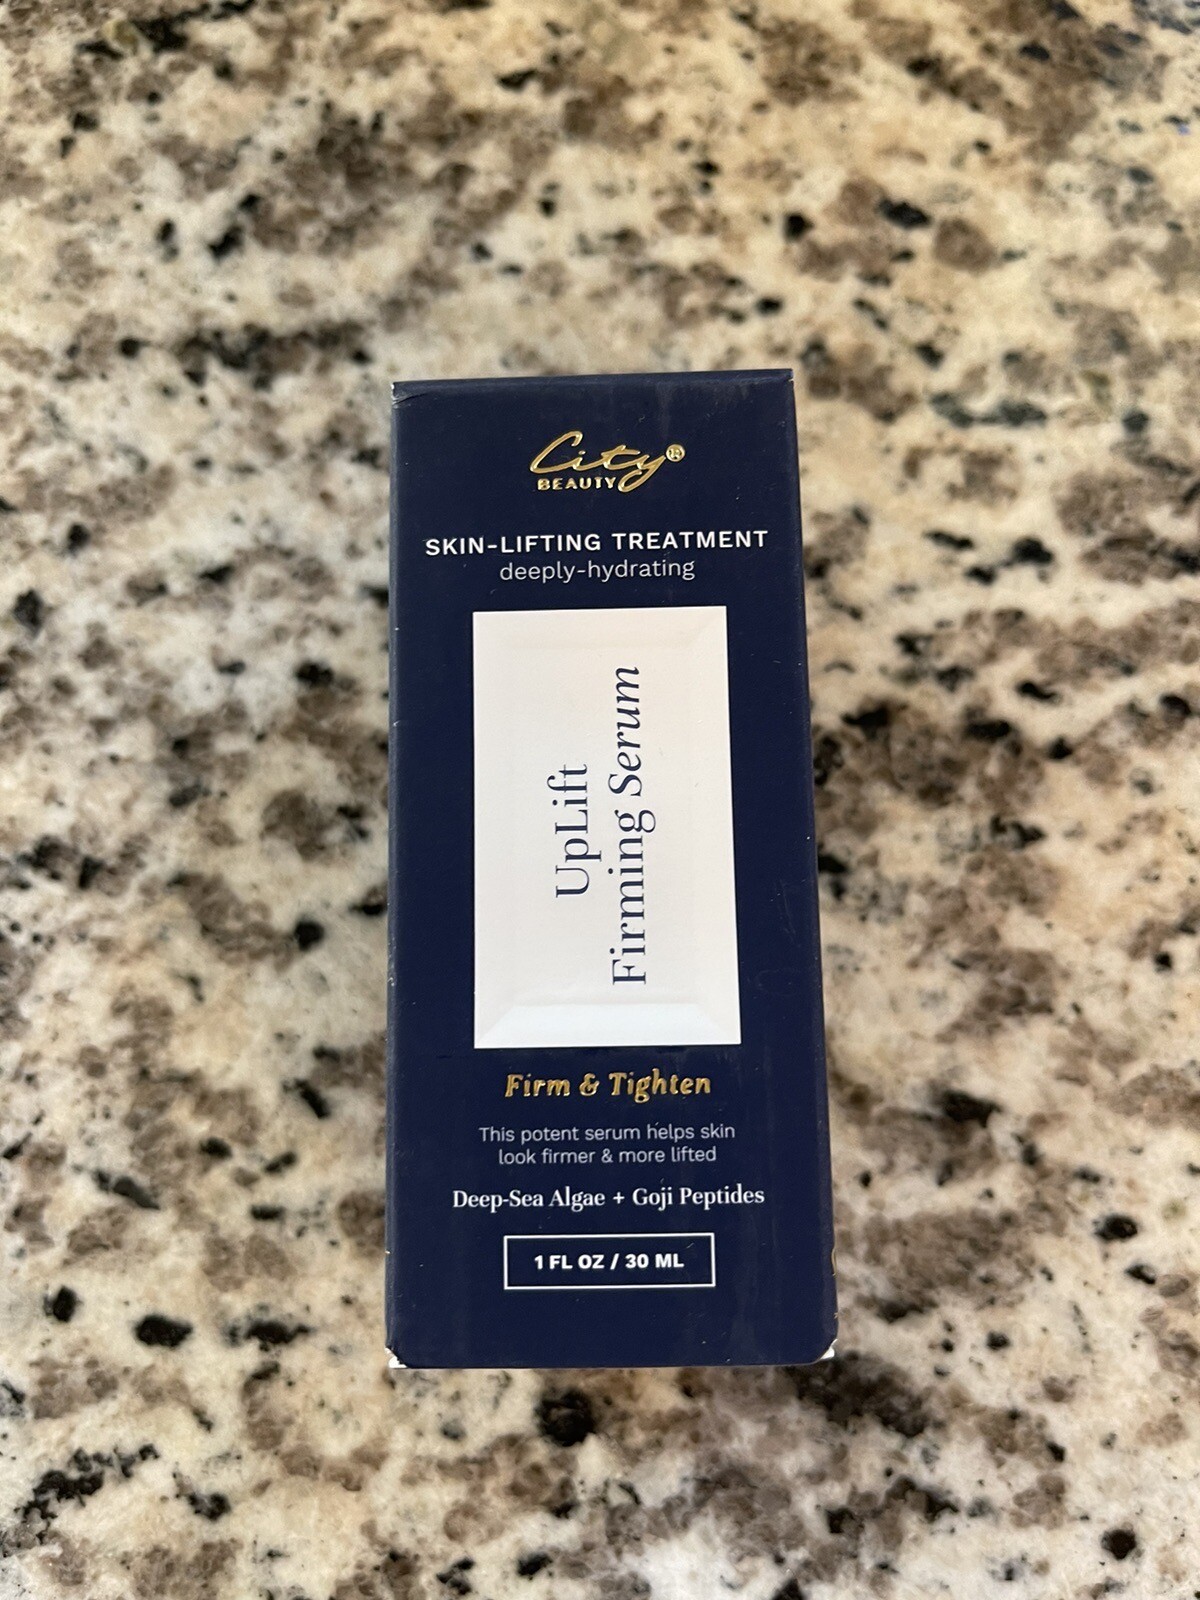 City®
BEAUTY
SKIN-LIFTING TREATMENT
deeply-hydrating
UpLift
Firming Serum
Firm & Tighten
This potent serum helps skin
look firmer & more lifted
Deep-Sea Algae + Goji Peptides
1 FL OZ / 30 ML